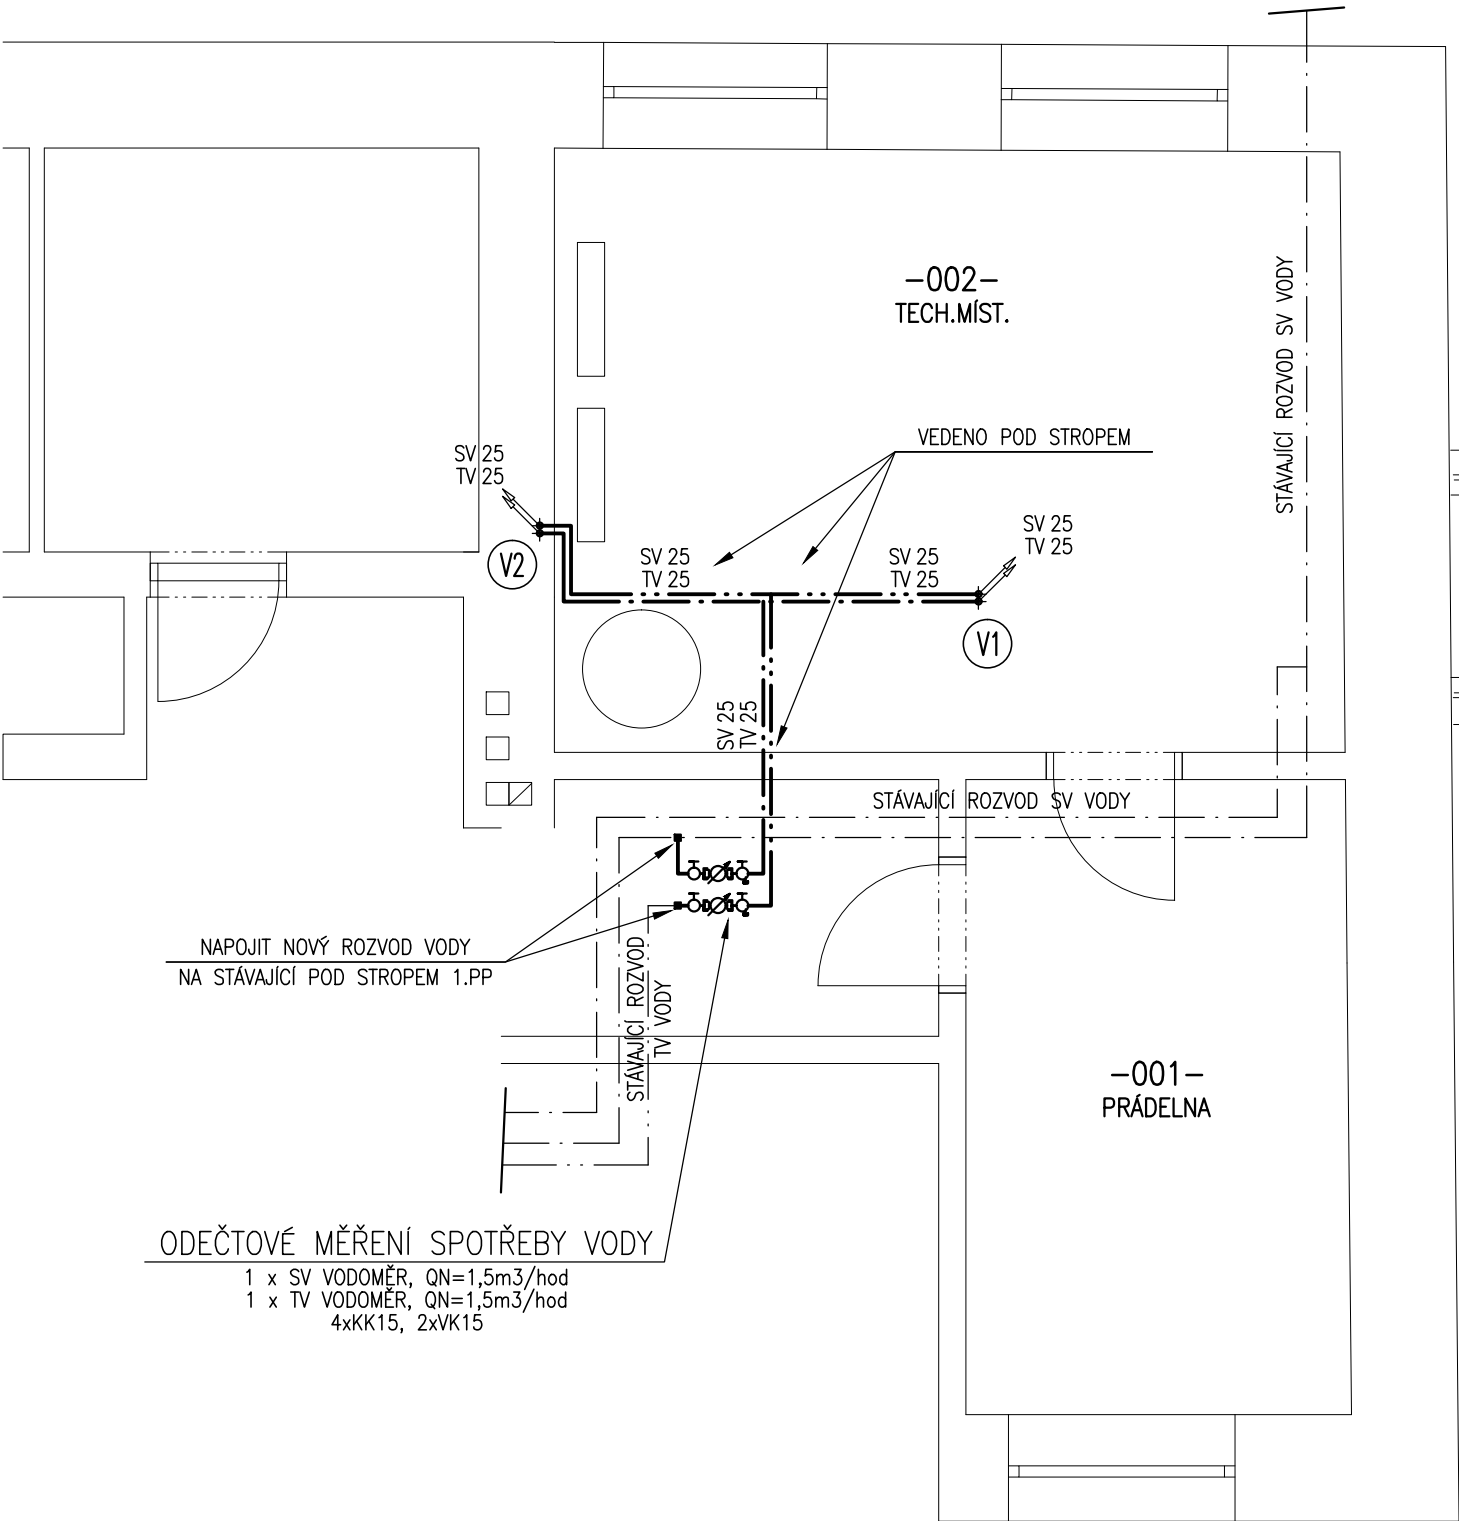 -002-
TECH.MÍST.
STÁVAJÍCÍ ROZVOD SV VODY
VEDENO POD STROPEM
SV 25
TV 25
V2
SV 25
TV 25
SV 25
TV 25
SV 25
TV 25
V1
SV 25
TV 25
STÁVAJÍCÍ ROZVOD SV VODY
NAPOJIT NOVÝ ROZVOD VODY
NA STÁVAJÍCÍ POD STROPEM 1.PP
STÁVAJÍCÍ ROZVOD
TV VODY
-001-
PRÁDELNA
ODEČTOVÉ MĚŘENÍ SPOTŘEBY VODY
1 x SV VODOMĚR, QN=1,5m3/hod
1 x TV VODOMĚR, QN=1,5m3/hod
4xKK15, 2xVK15